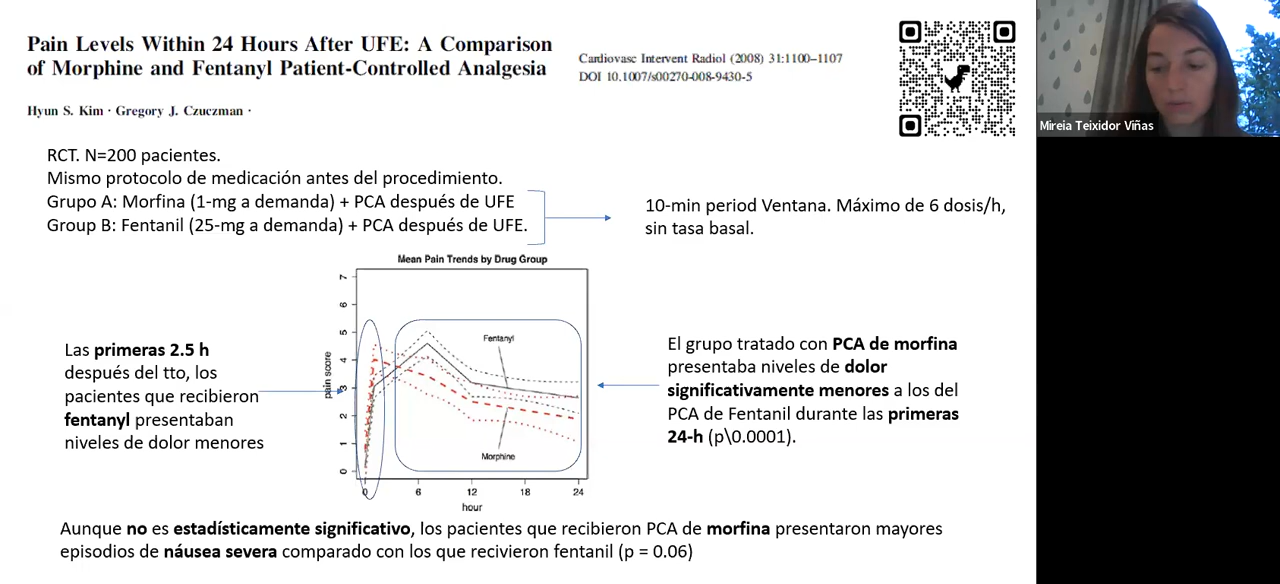 Pain Levels Within 24 Hours After UFE: A Comparison
of Morphine and Fentanyl Patient-Controlled Analgesia
Cardiovasc Intervent Radiol (2008) 31:1100–1107
DOI 10.1007/s00270-008-9430-5
Hyun S. Kim · Gregory J. Czuczman ·
Mireia Teixidor Viñas
RCT. N=200 pacientes.
Mismo protocolo de medicación antes del procedimiento.
Grupo A: Morfina (1-mg a demanda) + PCA después de UFE
Group B: Fentanil (25-mg a demanda) + PCA después de UFE.
10-min period Ventana. Máximo de 6 dosis/h,
sin tasa basal.
Mean Pain Trends by Drug Group
7
6
5
4
3
2
1
0
pain score
Fentanyl
Morphine
0
6
12
18
24
hour
Las primeras 2.5 h
después del tto, los
pacientes que recibieron
fentanyl presentaban
niveles de dolor menores
El grupo tratado con PCA de morfina
presentaba niveles de dolor
significativamente menores a los del
PCA de Fentanil durante las primeras
24-h (p\0.0001).
Aunque no es estadísticamente significativo, los pacientes que recibieron PCA de morfina presentaron mayores
episodios de náusea severa comparado con los que recivieron fentanil (p = 0.06)